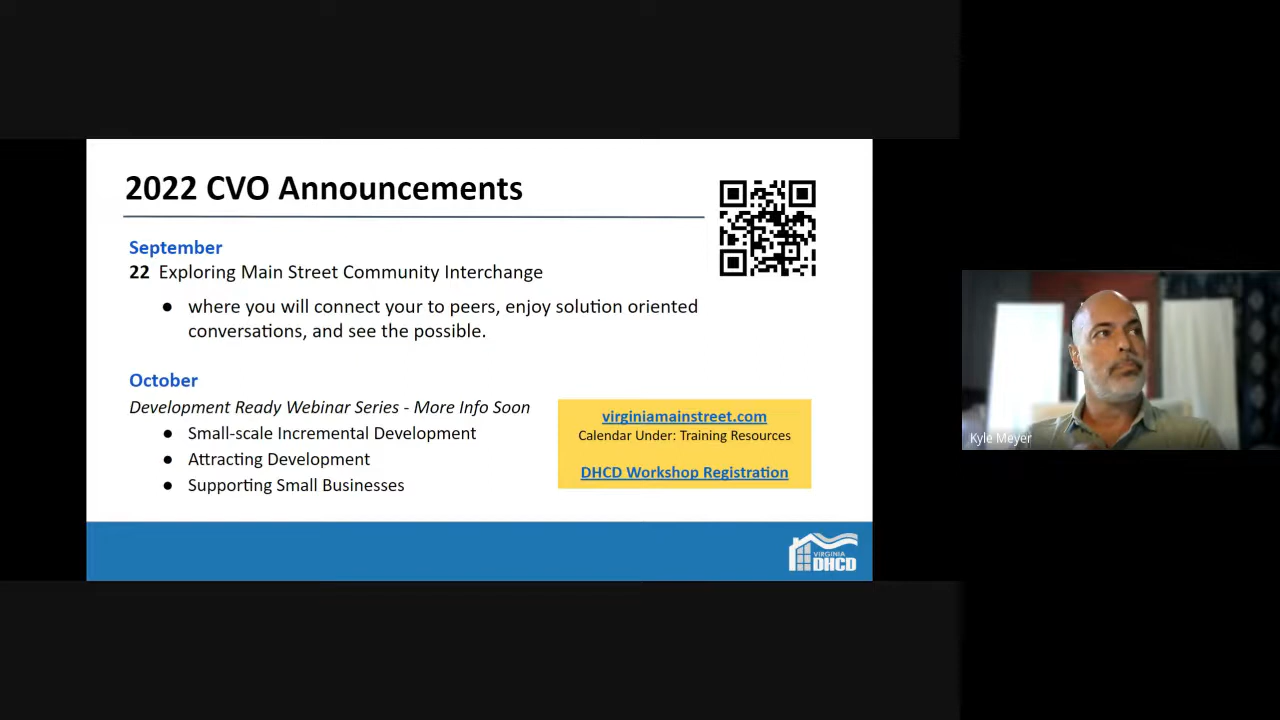 2022 CVO Announcements
September
22 Exploring Main Street Community Interchange
● where you will connect your to peers, enjoy solution oriented
conversations, and see the possible.
October
Development Ready Webinar Series - More Info Soon
● Small-scale Incremental Development
● Attracting Development
● Supporting Small Businesses
virginiamainstreet.com
Calendar Under: Training Resources
DHCD Workshop Registration
VIRGINIA
DHCD
Kyle Meyer